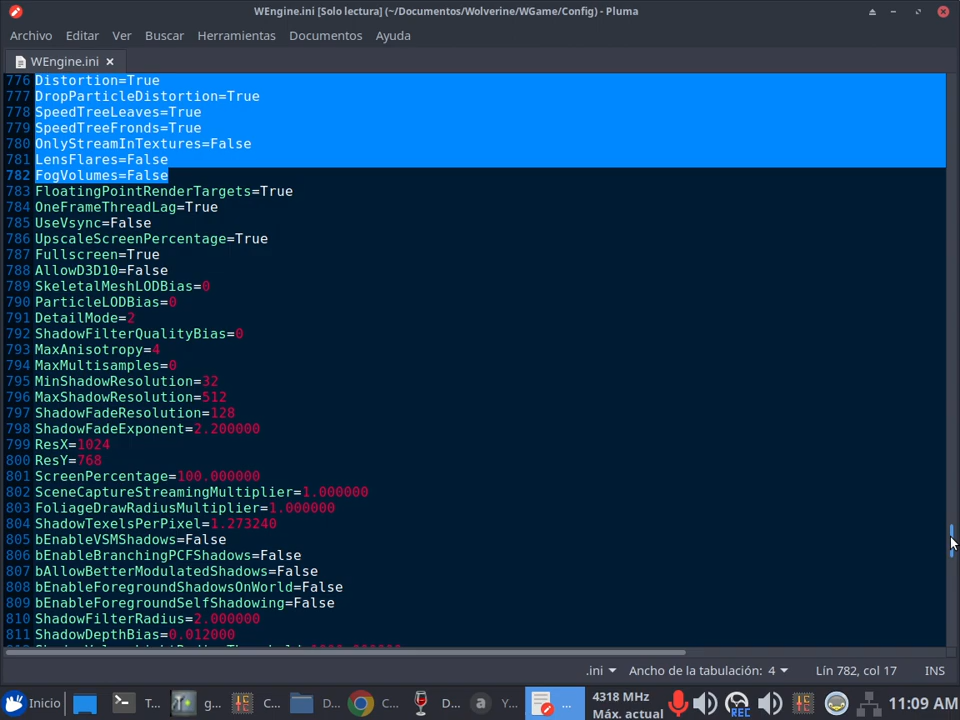 WEngine.ini [Solo lectura] (~/Documentos/Wolverine/WGame/Config) - Pluma
Archivo Editar Ver Buscar Herramientas Documentos Ayuda
WEngine.ini ×
776 Distortion=True
777 DropParticleDistortion=True
778 SpeedTreeLeaves=True
779 SpeedTreeFronds=True
780 OnlyStreamInTextures=False
781 LensFlares=False
782 FogVolumes=False
783 FloatingPointRenderTargets=True
784 OneFrameThreadLag=True
785 UseVsync=False
786 UpscaleScreenPercentage=True
787 Fullscreen=True
788 AllowD3D10=False
789 SkeletalMeshLODBias=0
790 ParticleLODBias=0
791 DetailMode=2
792 ShadowFilterQualityBias=0
793 MaxAnisotropy=4
794 MaxMultisamples=0
795 MinShadowResolution=32
796 MaxShadowResolution=512
797 ShadowFadeResolution=128
798 ShadowFadeExponent=2.200000
799 ResX=1024
800 ResY=768
801 ScreenPercentage=100.000000
802 SceneCaptureStreamingMultiplier=1.000000
803 FoliageDrawRadiusMultiplier=1.000000
804 ShadowTexelsPerPixel=1.273240
805 bEnableVSMShadows=False
806 bEnableBranchingPCFShadows=False
807 bAllowBetterModulatedShadows=False
808 bEnableForegroundShadowsOnWorld=False
809 bEnableForegroundSelfShadowing=False
810 ShadowFilterRadius=2.000000
811 ShadowDepthBias=0.012000
.ini Ancho de la tabulación: 4 Lín 782, col 17 INS
Inicio T... g... C... D... C... D... Y... ... 4318 MHz REC 11:09 AM
Máx. actual